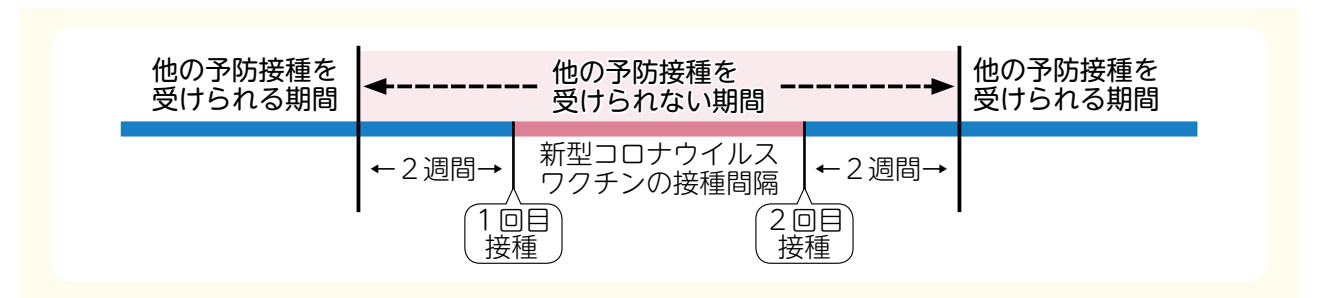 他の予防接種を
受けられる期間
他の予防接種を
受けられない期間
他の予防接種を
受けられる期間
←2週間→
新型コロナウイルス
ワクチンの接種間隔
←2週間→
1回目
接種
2回目
接種